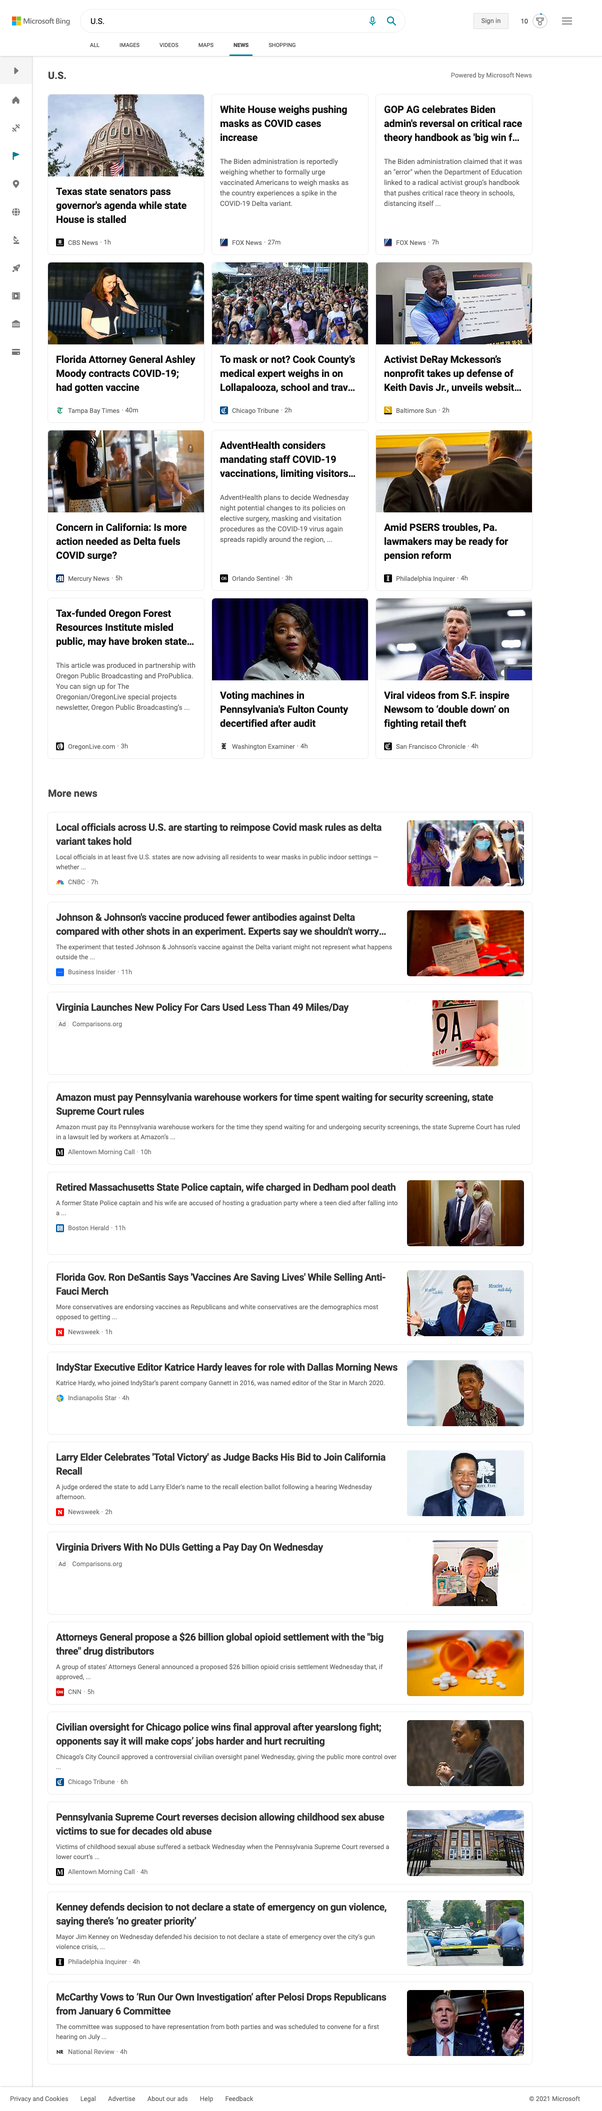 Microsoft Bing
U.S.
Sign in
10
ALL IMAGES VIDEOS MAPS NEWS SHOPPING
U.S.
Powered by Microsoft News
Texas state senators pass
governor's agenda while state
House is stalled
CBS News · 1h
White House weighs pushing
masks as COVID cases
increase
The Biden administration is reportedly
weighing whether to formally urge
vaccinated Americans to weigh masks as
the country experiences a spike in the
COVID-19 Delta variant.
FOX News · 27m
GOP AG celebrates Biden
admin's reversal on critical race
theory handbook as 'big win f...
The Biden administration claimed that it was
an "error" when the Department of Education
linked to a radical activist group's handbook
that pushes critical race theory in schools,
distancing itself ...
FOX News · 7h
Florida Attorney General Ashley
Moody contracts COVID-19;
had gotten vaccine
Tampa Bay Times · 40m
To mask or not? Cook County's
medical expert weighs in on
Lollapalooza, school and trav...
Chicago Tribune · 2h
Activist DeRay Mckesson's
nonprofit takes up defense of
Keith Davis Jr., unveils websit...
Baltimore Sun · 2h
Concern in California: Is more
action needed as Delta fuels
COVID surge?
Mercury News · 5h
AdventHealth considers
mandating staff COVID-19
vaccinations, limiting visitors...
AdventHealth plans to decide Wednesday
night potential changes to its policies on
elective surgery, masking and visitation
procedures as the COVID-19 virus again
spreads rapidly around the region, ...
Orlando Sentinel · 3h
Amid PSERS troubles, Pa.
lawmakers may be ready for
pension reform
Philadelphia Inquirer · 4h
Tax-funded Oregon Forest
Resources Institute misled
public, may have broken state...
This article was produced in partnership with
Oregon Public Broadcasting and ProPublica.
You can sign up for The
Oregonian/OregonLive special projects
newsletter, Oregon Public Broadcasting's ...
OregonLive.com · 3h
Voting machines in
Pennsylvania's Fulton County
decertified after audit
Washington Examiner · 4h
Viral videos from S.F. inspire
Newsom to 'double down' on
fighting retail theft
San Francisco Chronicle · 4h
More news
Local officials across U.S. are starting to reimpose Covid mask rules as delta
variant takes hold
Local officials in at least five U.S. states are now advising all residents to wear masks in public indoor settings —
whether ...
CNBC · 7h
Johnson & Johnson's vaccine produced fewer antibodies against Delta
compared with other shots in an experiment. Experts say we shouldn't worry...
The experiment that tested Johnson & Johnson's vaccine against the Delta variant might not represent what happens
outside the ...
Business Insider · 11h
Virginia Launches New Policy For Cars Used Less Than 49 Miles/Day
Ad Comparisons.org
9A
ector
Amazon must pay Pennsylvania warehouse workers for time spent waiting for security screening, state
Supreme Court rules
Amazon must pay its Pennsylvania warehouse workers for the time they spend waiting for and undergoing security screenings, the state Supreme Court has ruled
in a lawsuit led by workers at Amazon's ...
Allentown Morning Call · 10h
Retired Massachusetts State Police captain, wife charged in Dedham pool death
A former State Police captain and his wife are accused of hosting a graduation party where a teen died after falling into
a ...
Boston Herald · 11h
Florida Gov. Ron DeSantis Says 'Vaccines Are Saving Lives' While Selling Anti-
Fauci Merch
More conservatives are endorsing vaccines as Republicans and white conservatives are the demographics most
opposed to getting ...
Newsweek · 1h
IndyStar Executive Editor Katrice Hardy leaves for role with Dallas Morning News
Katrice Hardy, who joined IndyStar's parent company Gannett in 2016, was named editor of the Star in March 2020.
Indianapolis Star · 4h
Larry Elder Celebrates 'Total Victory' as Judge Backs His Bid to Join California
Recall
A judge ordered the state to add Larry Elder's name to the recall election ballot following a hearing Wednesday
afternoon.
Newsweek · 2h
Virginia Drivers With No DUIs Getting a Pay Day On Wednesday
Ad Comparisons.org
Attorneys General propose a $26 billion global opioid settlement with the "big
three" drug distributors
A group of states' Attorneys General announced a proposed $26 billion opioid crisis settlement Wednesday that, if
approved, ...
CNN · 5h
Civilian oversight for Chicago police wins final approval after yearslong fight;
opponents say it will make cops' jobs harder and hurt recruiting
Chicago's City Council approved a controversial civilian oversight panel Wednesday, giving the public more control over
...
Chicago Tribune · 6h
Pennsylvania Supreme Court reverses decision allowing childhood sex abuse
victims to sue for decades old abuse
Victims of childhood sexual abuse suffered a setback Wednesday when the Pennsylvania Supreme Court reversed a
lower court's ...
Allentown Morning Call · 4h
Kenney defends decision to not declare a state of emergency on gun violence,
saying there's 'no greater priority'
Mayor Jim Kenney on Wednesday defended his decision to not declare a state of emergency over the city's gun
violence crisis, ...
Philadelphia Inquirer · 4h
McCarthy Vows to 'Run Our Own Investigation' after Pelosi Drops Republicans
from January 6 Committee
The committee was supposed to have representation from both parties and was scheduled to convene for a first
hearing on July ...
National Review · 4h
Privacy and Cookies Legal Advertise About our ads Help Feedback
© 2021 Microsoft